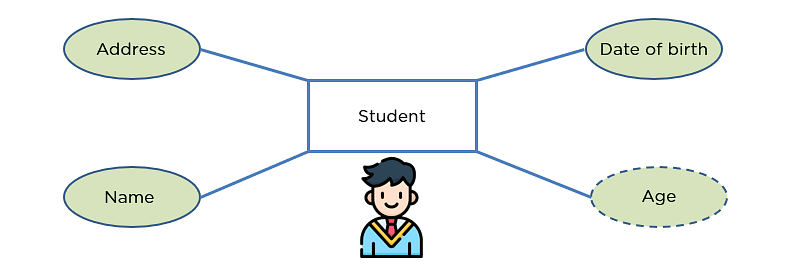 Address
Date of birth
Student
Name
Age